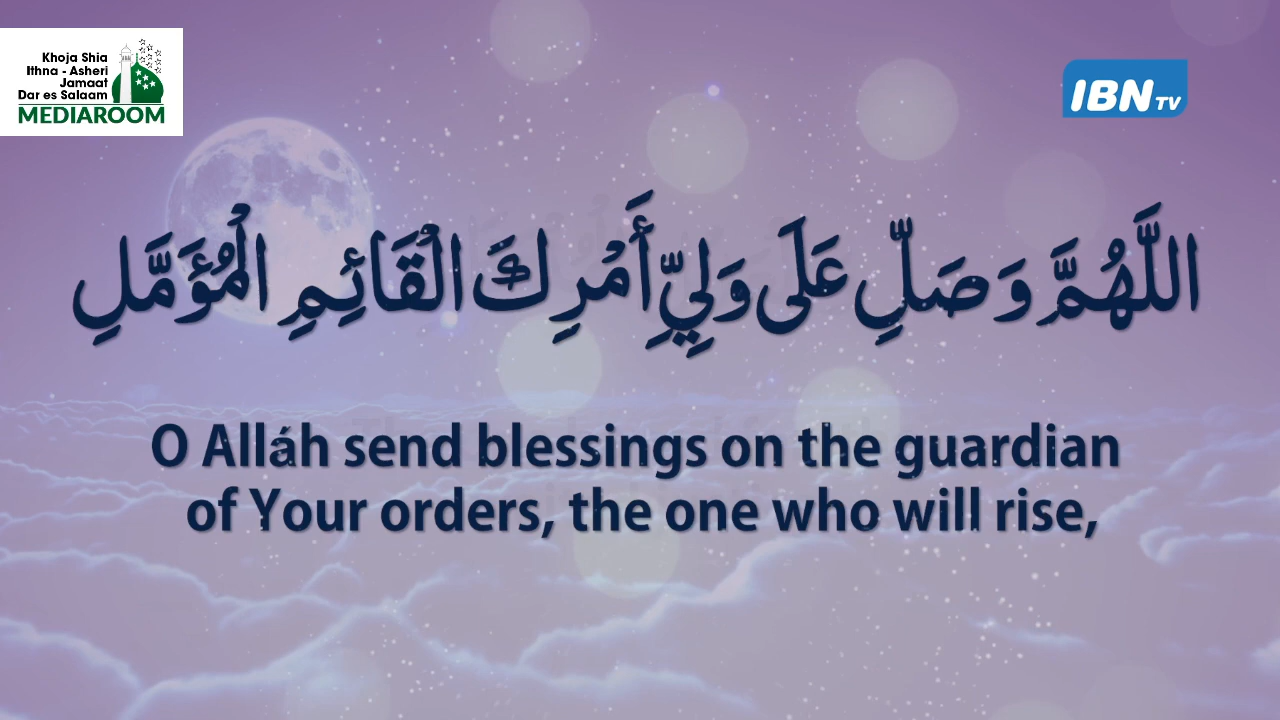 Khoja Shia
Ithna - Asheri
Jamaat
Dar es Salaam
MEDIAROOM
IBN TV
اللَّهُمَّ وَصَلِّ عَلَى وَلِيِّ أَمْرِكَ الْقَائِمِ الْمُؤَمَّلِ
O Alláh send blessings on the guardian
of Your orders, the one who will rise,